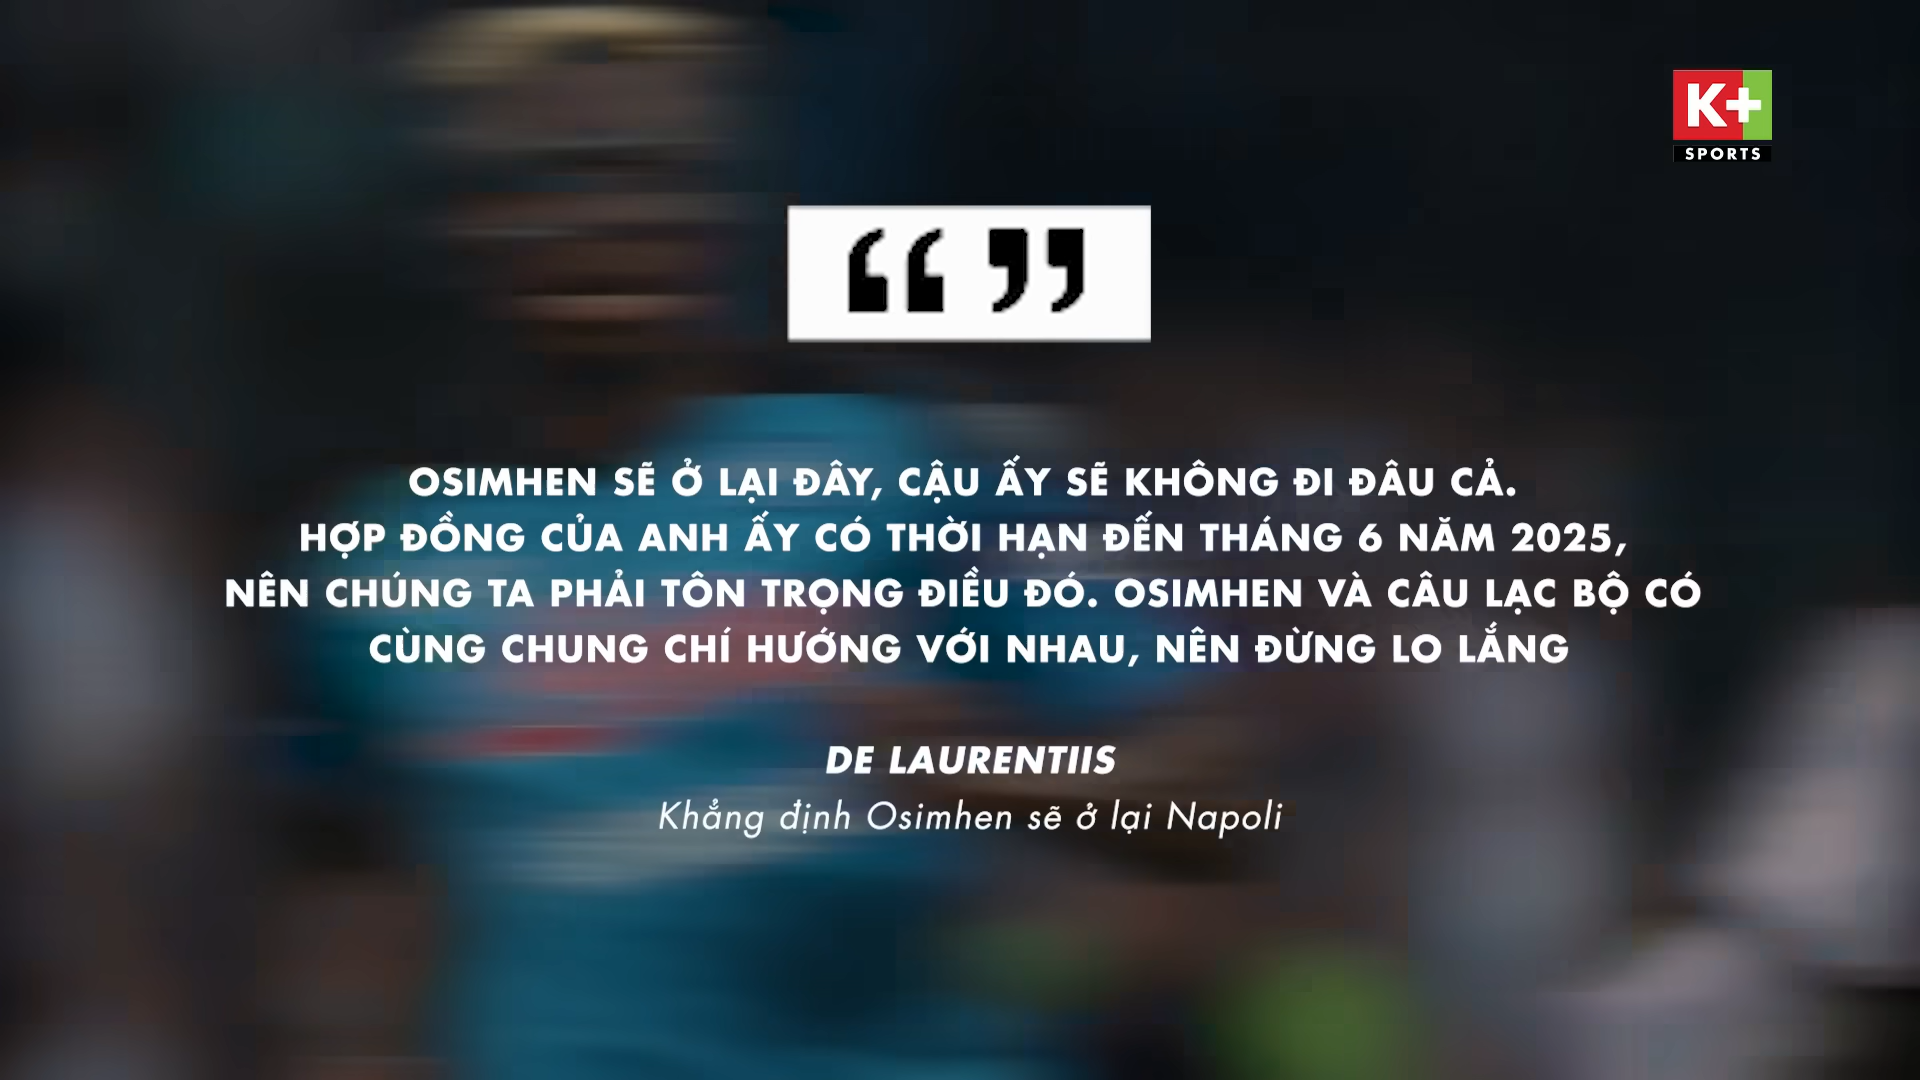 K+
SPORTS
“ ”
OSIMHEN SẼ Ở LẠI ĐÂY, CẬU ẤY SẼ KHÔNG ĐI ĐÂU CẢ.
HỢP ĐỒNG CỦA ANH ẤY CÓ THỜI HẠN ĐẾN THÁNG 6 NĂM 2025,
NÊN CHÚNG TA PHẢI TÔN TRỌNG ĐIỀU ĐÓ. OSIMHEN VÀ CÂU LẠC BỘ CÓ
CÙNG CHUNG CHÍ HƯỚNG VỚI NHAU, NÊN ĐỪNG LO LẮNG
DE LAURENTIIS
Khẳng định Osimhen sẽ ở lại Napoli